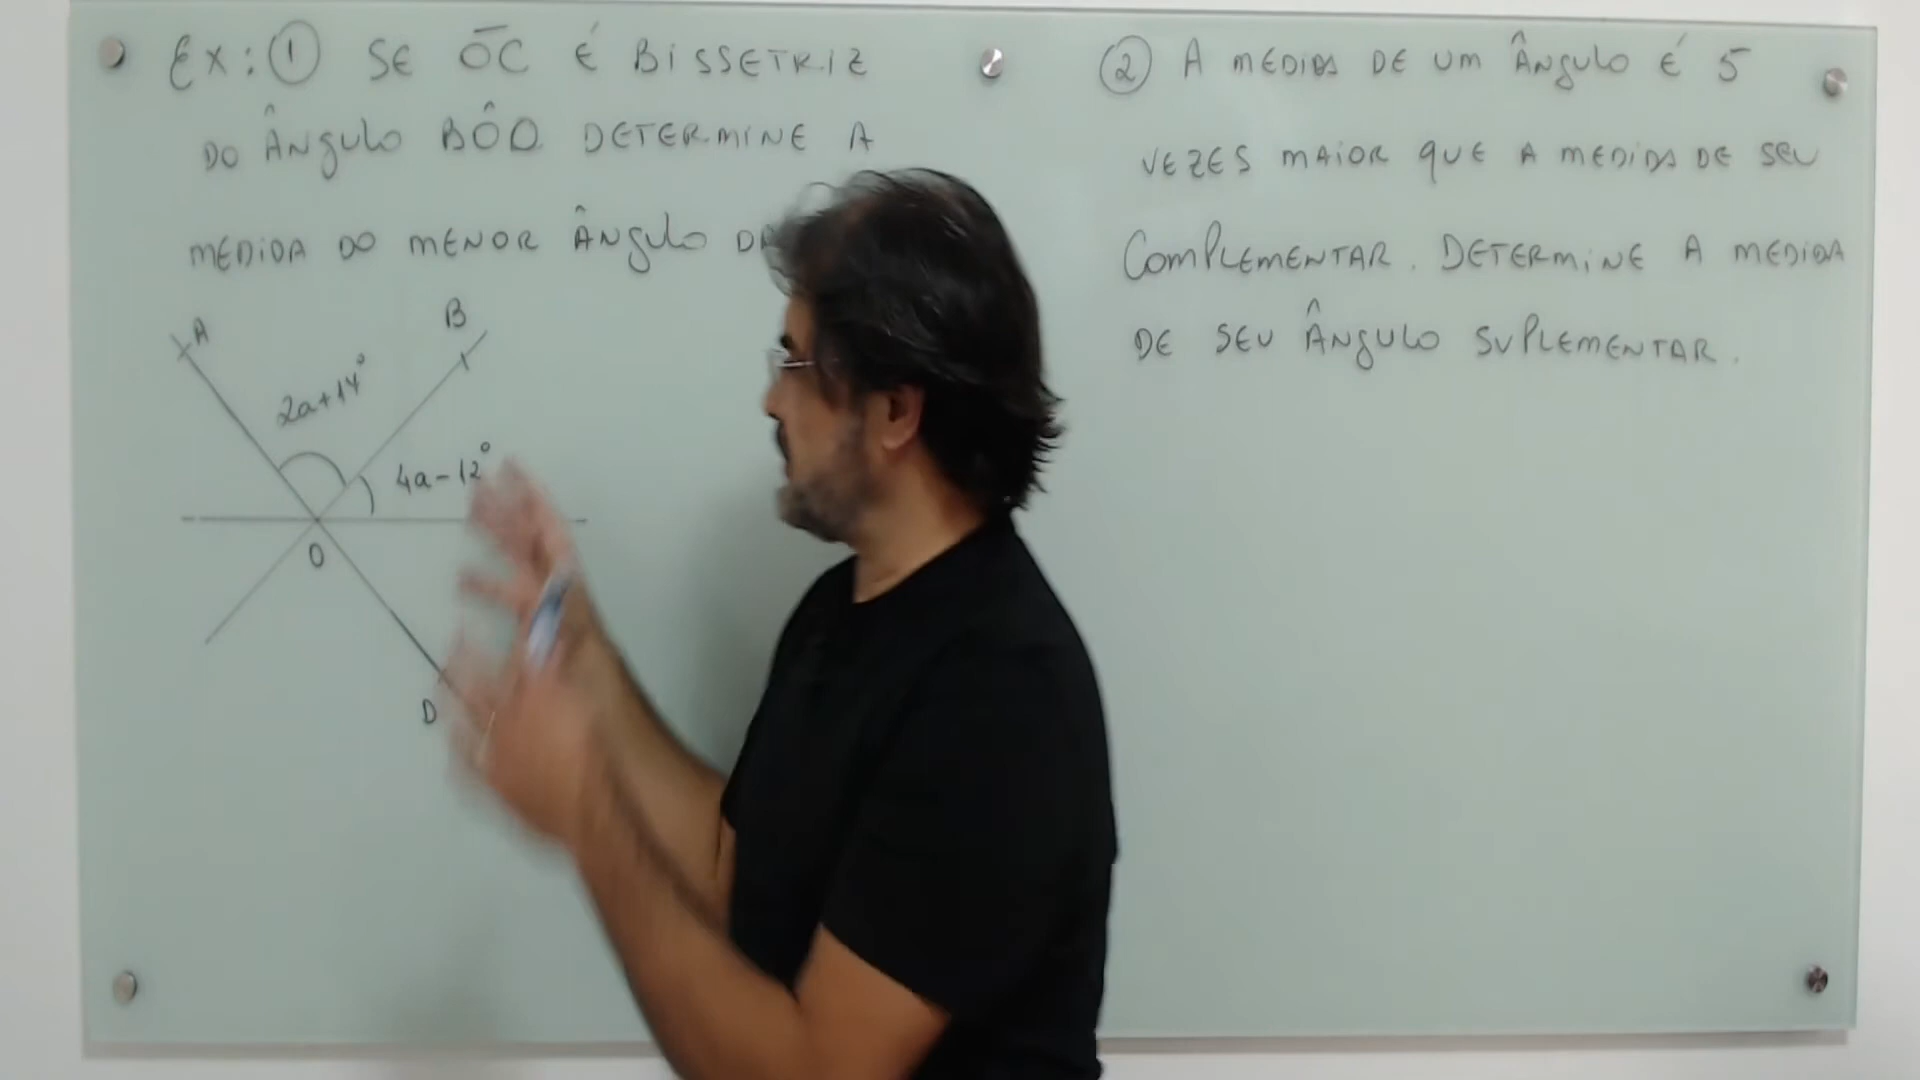 Ex: ① SE OC É BISSETRIZ
DO ÂNGULO BÔD. DETERMINE A
MEDIDA DO MENOR ÂNGULO
A
B
2a+14°
4a-12°
O
D
② A MEDIDA DE UM ÂNGULO É 5
VEZES MAIOR QUE A MEDIDA DE SEU
COMPLEMENTAR. DETERMINE A MEDIDA
DE SEU ÂNGULO SUPLEMENTAR.